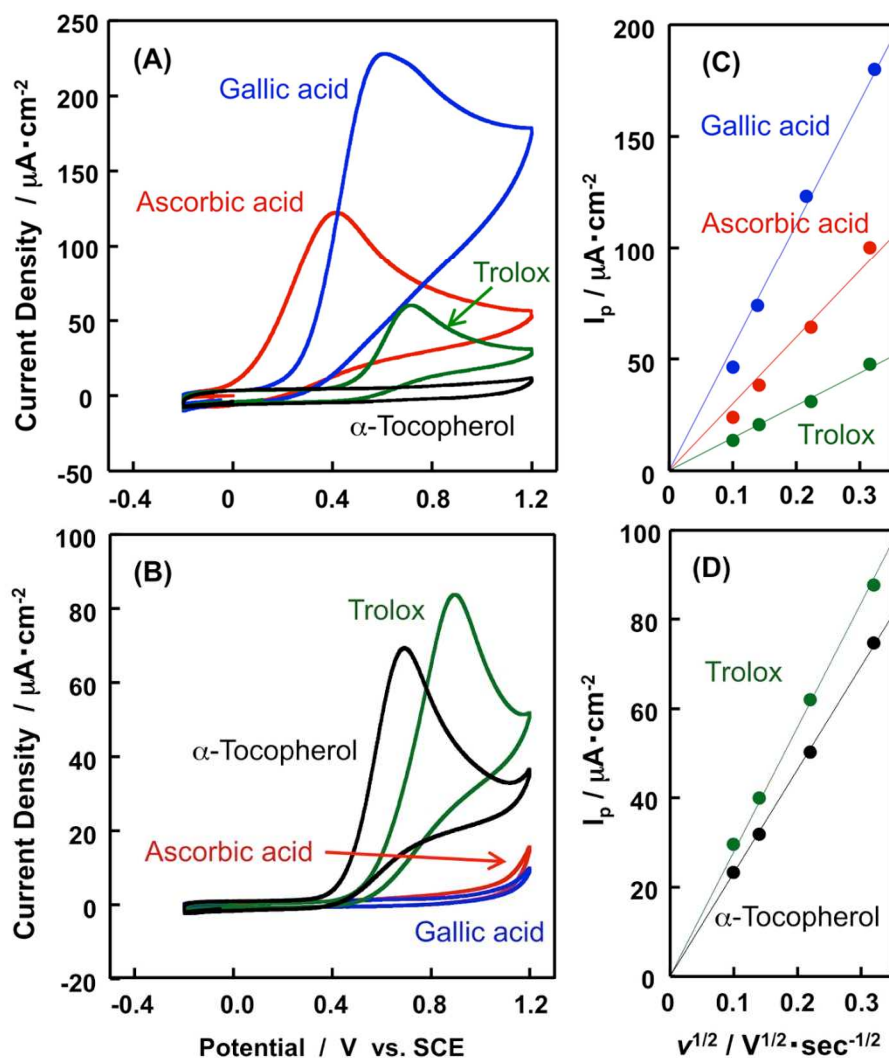 (A)
Gallic acid
Ascorbic acid
Trolox
α-Tocopherol
Current Density / μA・cm-2
250
200
150
100
50
0
-50
-0.4
0
0.4
0.8
1.2
(C)
Gallic acid
Ascorbic acid
Trolox
Ip / μA・cm-2
200
150
100
50
0
0
0.1
0.2
0.3
(B)
Trolox
α-Tocopherol
Ascorbic acid
Gallic acid
Current Density / μA・cm-2
100
80
60
40
20
0
-20
-0.4
0.0
0.4
0.8
1.2
Potential / V vs. SCE
(D)
Trolox
α-Tocopherol
Ip / μA・cm-2
100
80
60
40
20
0
0
0.1
0.2
0.3
v1/2 / V1/2・sec-1/2